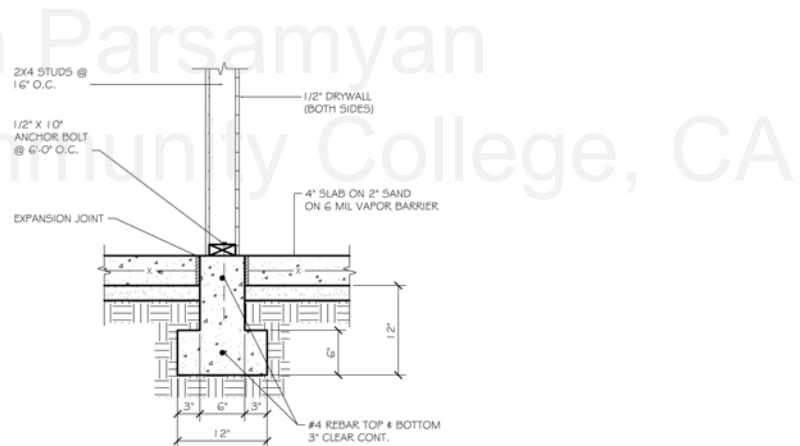 n Parsamyan
mmunity College, CA
2X4 STUDS @
16" O.C.
1/2" X 10"
ANCHOR BOLT
@ 6'-0" O.C.
EXPANSION JOINT
1/2" DRYWALL
(BOTH SIDES)
4" SLAB ON 2" SAND
ON 6 MIL VAPOR BARRIER
X
X
12"
6"
3" 6" 3"
12"
#4 REBAR TOP & BOTTOM
3" CLEAR CONT.